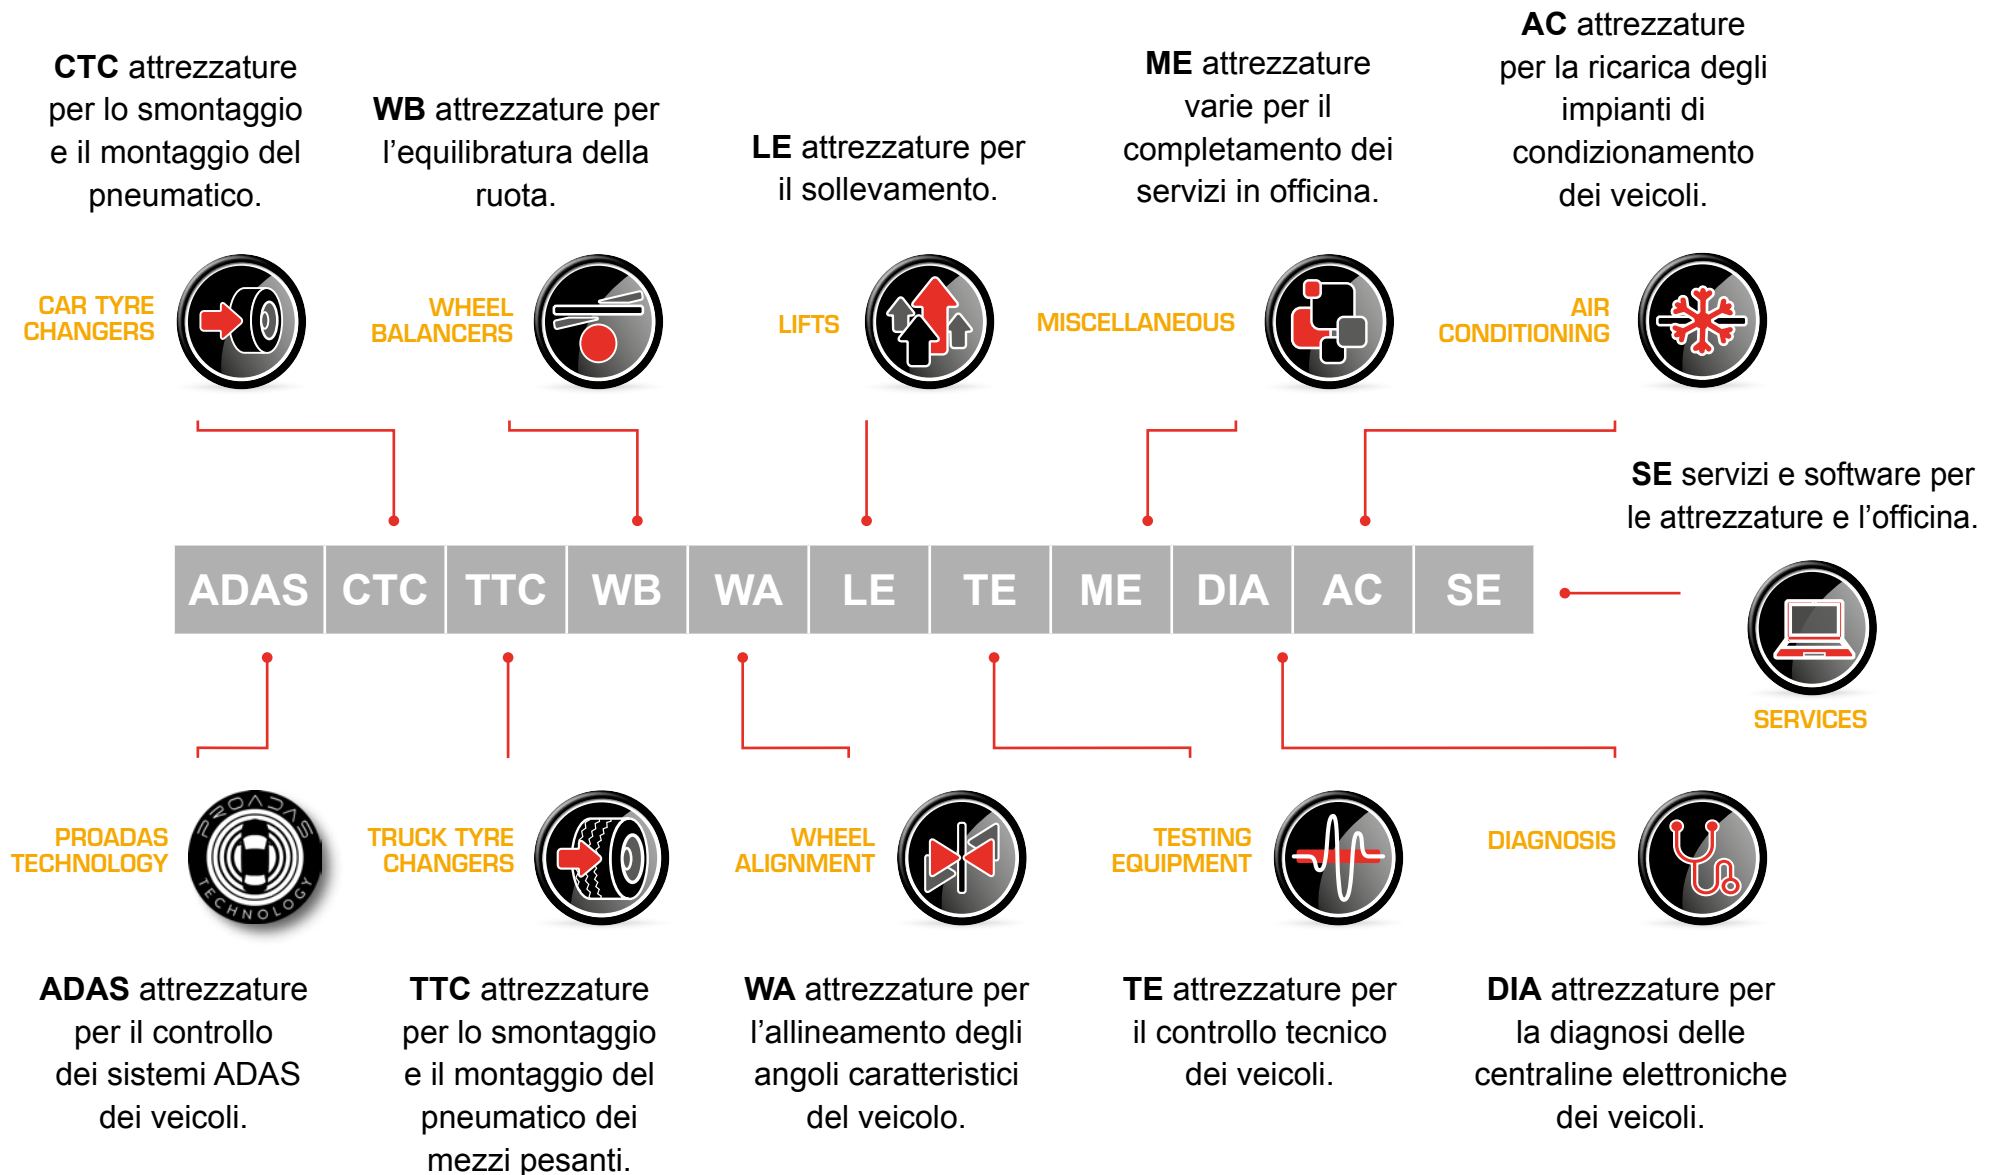 CTC attrezzature
per lo smontaggio
e il montaggio del
pneumatico.
CAR TYRE
CHANGERS
WB attrezzature per
l’equilibratura della
ruota.
WHEEL
BALANCERS
LE attrezzature per
il sollevamento.
LIFTS
ME attrezzature
varie per il
completamento dei
servizi in officina.
MISCELLANEOUS
AC attrezzature
per la ricarica degli
impianti di
condizionamento
dei veicoli.
AIR
CONDITIONING
SE servizi e software per
le attrezzature e l’officina.
SERVICES
ADAS CTC TTC WB WA LE TE ME DIA AC SE
PROADAS
TECHNOLOGY
PROADAS
TECHNOLOGY
ADAS attrezzature
per il controllo
dei sistemi ADAS
dei veicoli.
TRUCK TYRE
CHANGERS
TTC attrezzature
per lo smontaggio
e il montaggio del
pneumatico dei
mezzi pesanti.
WHEEL
ALIGNMENT
WA attrezzature per
l’allineamento degli
angoli caratteristici
del veicolo.
TESTING
EQUIPMENT
TE attrezzature per
il controllo tecnico
dei veicoli.
DIAGNOSIS
DIA attrezzature per
la diagnosi delle
centraline elettroniche
dei veicoli.